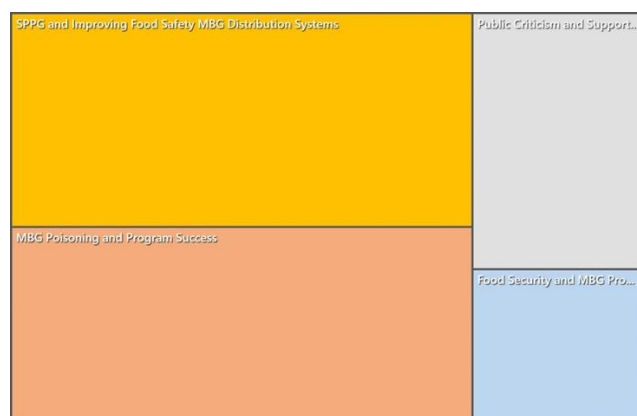 SPPG and Improving Food Safety MBG Distribution Systems
Public Criticism and Support...
MBG Poisoning and Program Success
Food Security and MBG Pro...